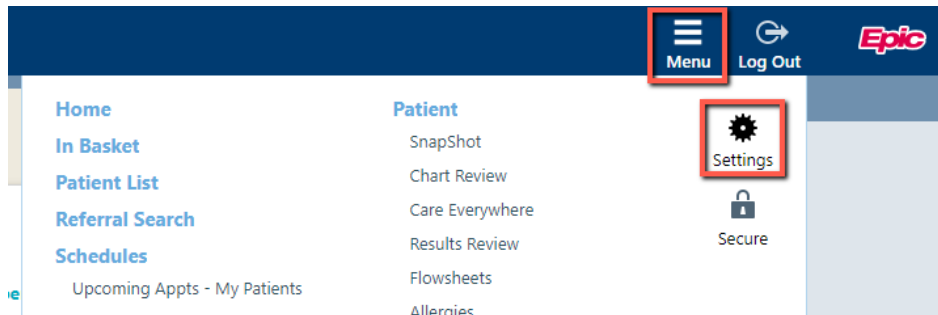 Menu
Log Out
Epic
Home
In Basket
Patient List
Referral Search
Schedules
Upcoming Appts - My Patients
Patient
SnapShot
Chart Review
Care Everywhere
Results Review
Flowsheets
Allergies
Settings
Secure